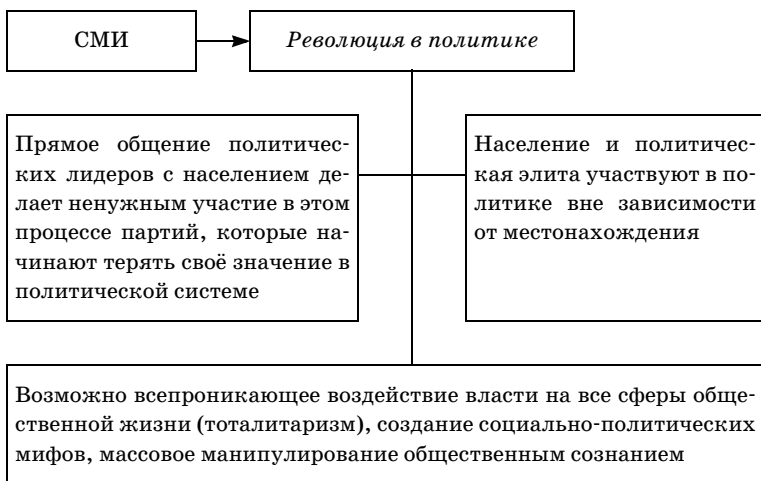 СМИ
Революция в политике
Прямое общение политичес-
ких лидеров с населением де-
лает ненужным участие в этом
процессе партий, которые на-
чинают терять своё значение в
политической системе
Население и политичес-
кая элита участвуют в по-
литике вне зависимости
от местонахождения
Возможно всепроникающее воздействие власти на все сферы обще-
ственной жизни (тоталитаризм), создание социально-политических
мифов, массовое манипулирование общественным сознанием